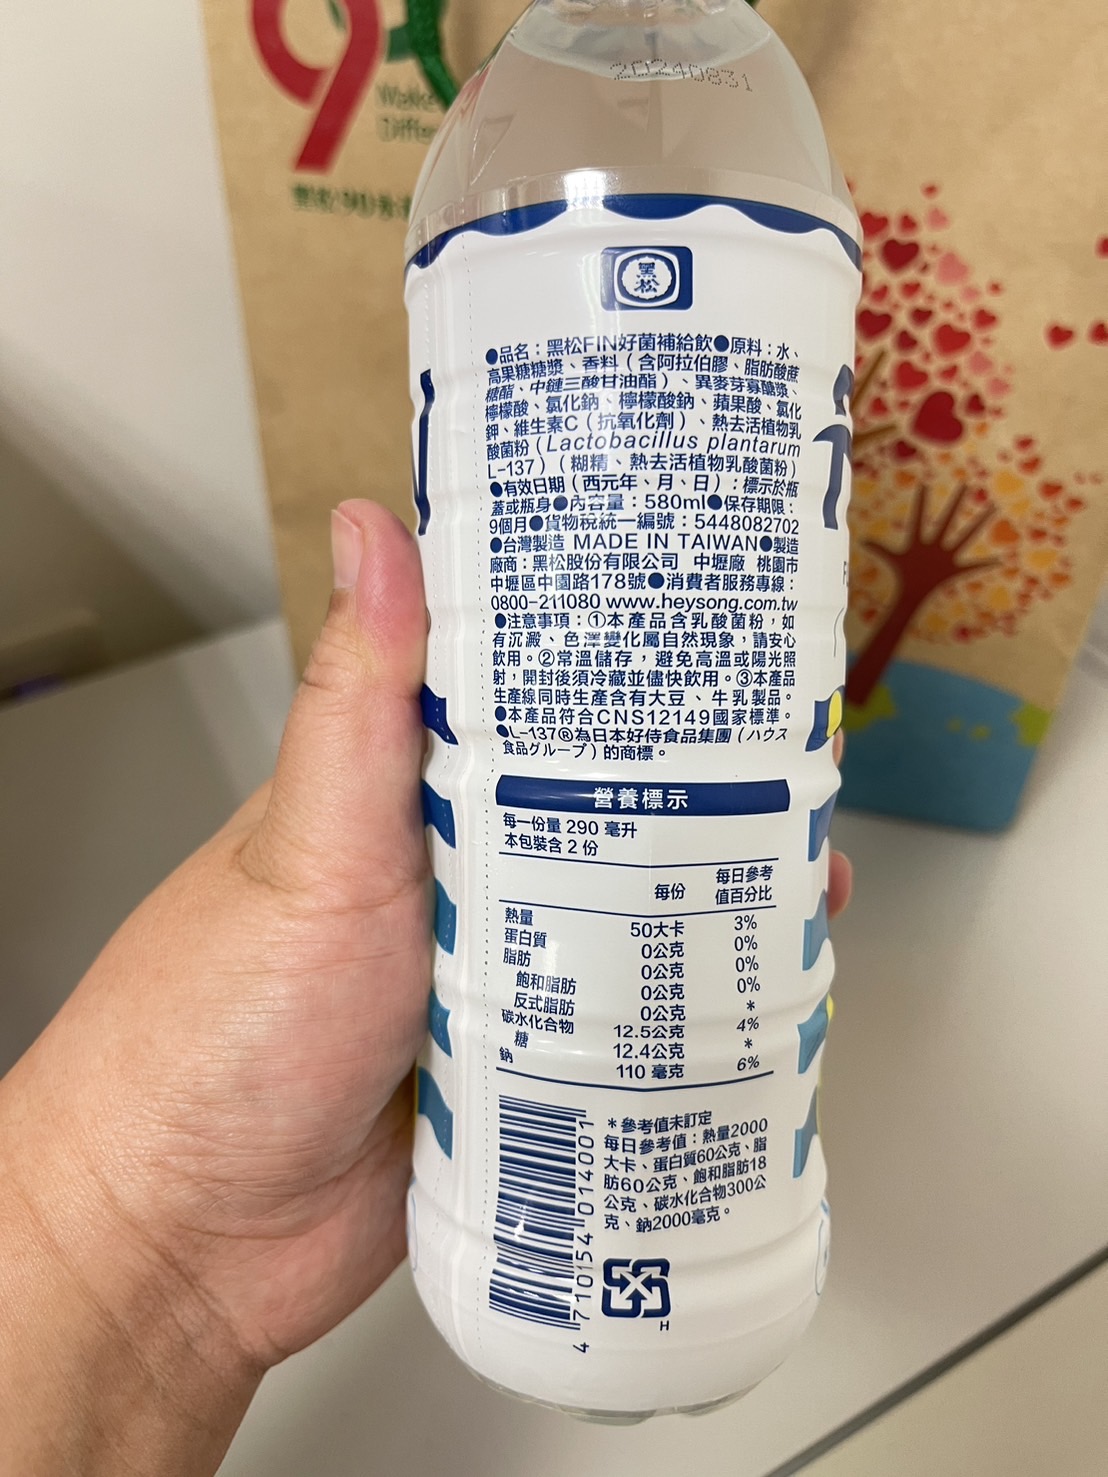 20240831
9
Make
Diffe
黑松
●品名：黑松FIN好菌補給飲●原料：水、
高果糖糖漿、香料（含阿拉伯膠、脂肪酸蔗
糖酯、中鏈三酸甘油酯）、異麥芽寡醣漿、
檸檬酸、氯化鈉、檸檬酸鈉、蘋果酸、氯化
鉀、維生素C（抗氧化劑）、熱去活植物乳
酸菌粉（Lactobacillus plantarum
L-137）（糊精、熱去活植物乳酸菌粉）
●有效日期（西元年、月、日）：標示於瓶
蓋或瓶身●內容量：580ml●保存期限：
9個月●貨物稅統一編號：5448082702
●台灣製造 MADE IN TAIWAN●製造
廠商：黑松股份有限公司 中壢廠 桃園市
中壢區中園路178號●消費者服務專線：
0800-211080 www.heysong.com.tw
●注意事項：①本產品含乳酸菌粉，如
有沉澱、色澤變化屬自然現象，請安心
飲用。②常溫儲存，避免高溫或陽光照
射，開封後須冷藏並儘快飲用。③本產品
生產線同時生產含有大豆、牛乳製品。
●本產品符合CNS12149國家標準。
●L-137®為日本好侍食品集團（ハウス
食品グループ）的商標。
營養標示
每一份量 290 毫升
本包裝含 2 份
每份 每日參考值百分比
熱量 50大卡 3%
蛋白質 0公克 0%
脂肪 0公克 0%
飽和脂肪 0公克 0%
反式脂肪 0公克 *
碳水化合物 12.5公克 4%
糖 12.4公克 *
鈉 110 毫克 6%
＊參考值未訂定
每日參考值：熱量2000
大卡、蛋白質60公克、脂
肪60公克、飽和脂肪18
公克、碳水化合物300公
克、鈉2000毫克。
4 710154 014001
H